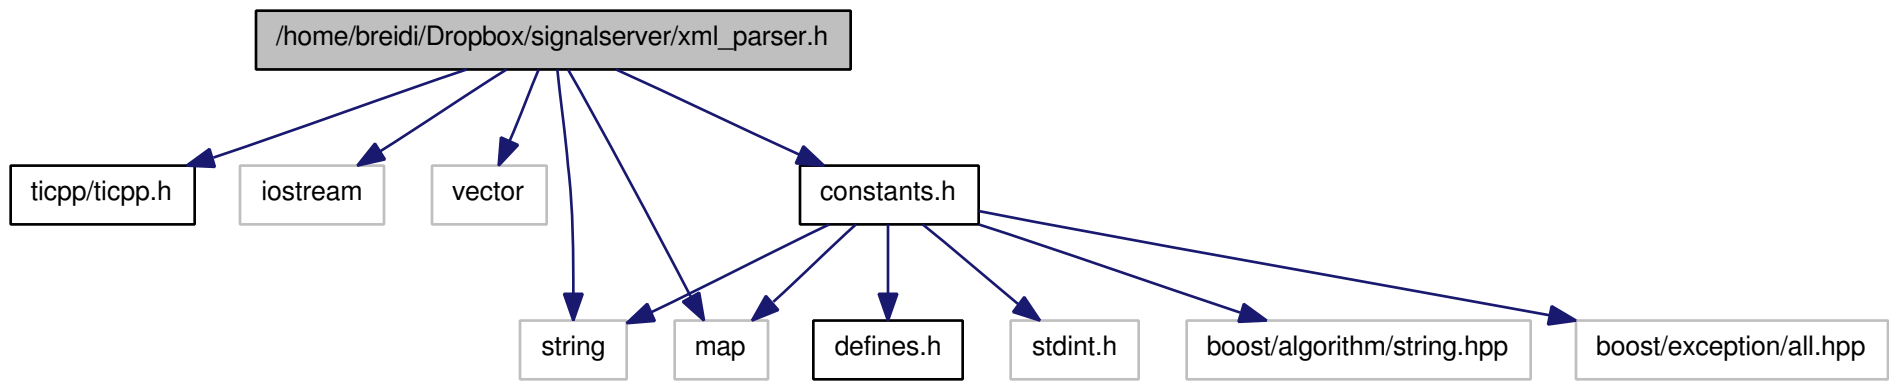 /home/breidi/Dropbox/signalserver/xml_parser.h
ticpp/ticpp.h
iostream
vector
constants.h
string
map
defines.h
stdint.h
boost/algorithm/string.hpp
boost/exception/all.hpp